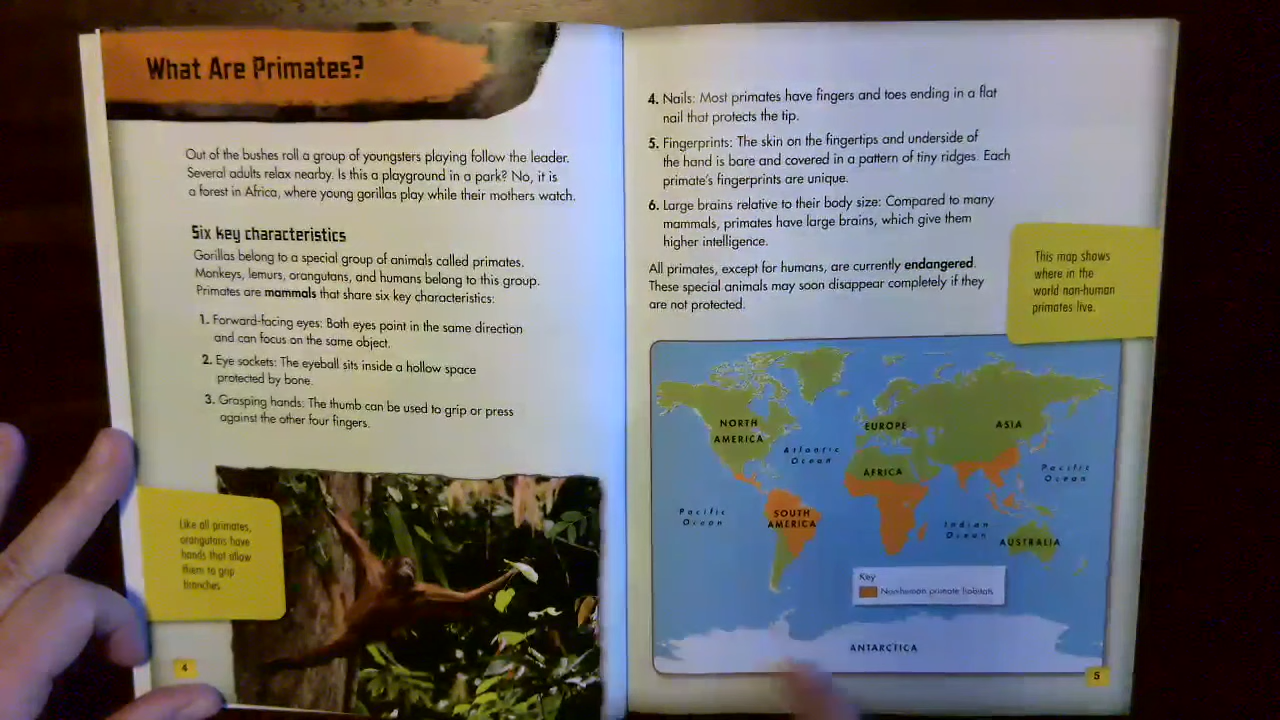 What Are Primates?
Out of the bushes roll a group of youngsters playing follow the leader.
Several adults relax nearby. Is this a playground in a park? No, it is
a forest in Africa, where young gorillas play while their mothers watch.
Six key characteristics
Gorillas belong to a special group of animals called primates.
Monkeys, lemurs, orangutans, and humans belong to this group.
Primates are mammals that share six key characteristics:
1. Forward-facing eyes: Both eyes point in the same direction
and can focus on the same object.
2. Eye sockets: The eyeball sits inside a hollow space
protected by bone.
3. Grasping hands: The thumb can be used to grip or press
against the other four fingers.
Like all primates,
orangutans have
hands that allow
them to grip
branches.
4
4. Nails: Most primates have fingers and toes ending in a flat
nail that protects the tip.
5. Fingerprints: The skin on the fingertips and underside of
the hand is bare and covered in a pattern of tiny ridges. Each
primate's fingerprints are unique.
6. Large brains relative to their body size: Compared to many
mammals, primates have large brains, which give them
higher intelligence.
All primates, except for humans, are currently endangered.
These special animals may soon disappear completely if they
are not protected.
This map shows
where in the
world non-human
primates live.
NORTH
AMERICA
EUROPE
ASIA
Atlantic
Ocean
AFRICA
Pacific
Ocean
Pacific
Ocean
SOUTH
AMERICA
Indian
Ocean
AUSTRALIA
Key
Non-human primate habitats
ANTARCTICA
5